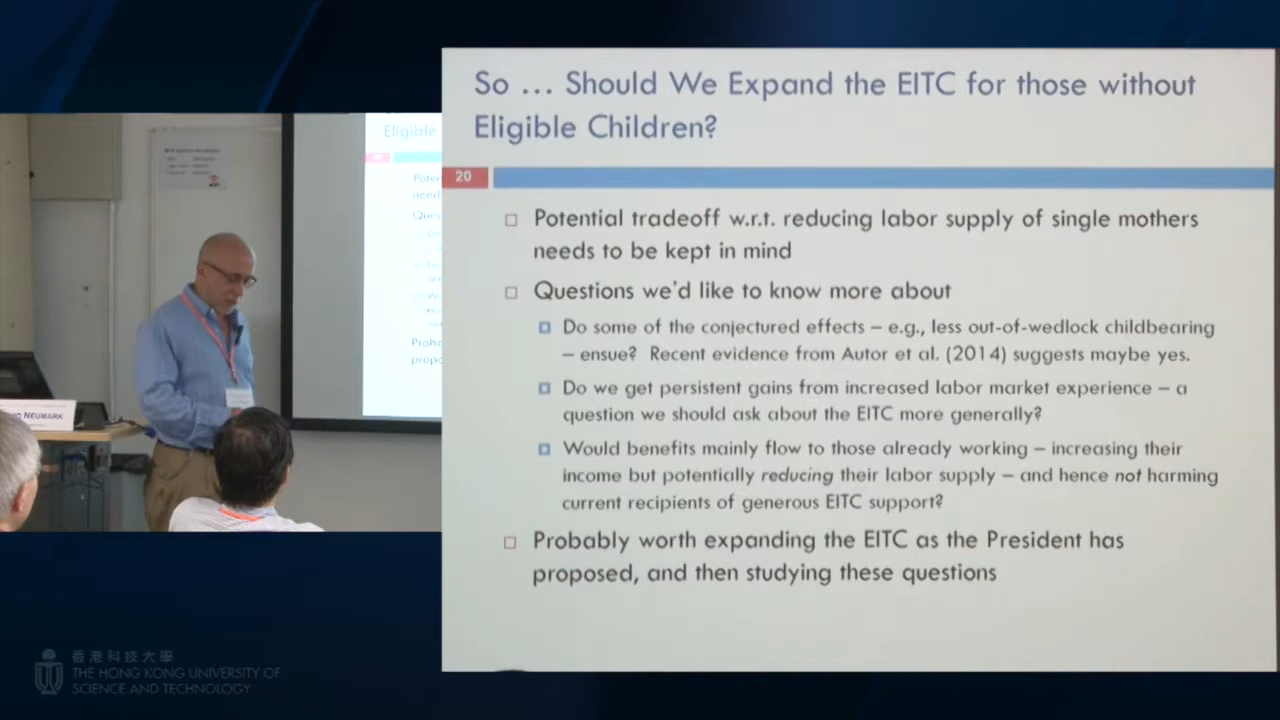 So ... Should We Expand the EITC for those without
Eligible Children?
20
Potential tradeoff w.r.t. reducing labor supply of single mothers
needs to be kept in mind
Questions we'd like to know more about
Do some of the conjectured effects – e.g., less out-of-wedlock childbearing
– ensue? Recent evidence from Autor et al. (2014) suggests maybe yes.
Do we get persistent gains from increased labor market experience – a
question we should ask about the EITC more generally?
Would benefits mainly flow to those already working – increasing their
income but potentially reducing their labor supply – and hence not harming
current recipients of generous EITC support?
Probably worth expanding the EITC as the President has
proposed, and then studying these questions
Eligible
Poten
need
Ques
Probo
propo
NEUMARK
香港科技大學
THE HONG KONG UNIVERSITY OF
SCIENCE AND TECHNOLOGY